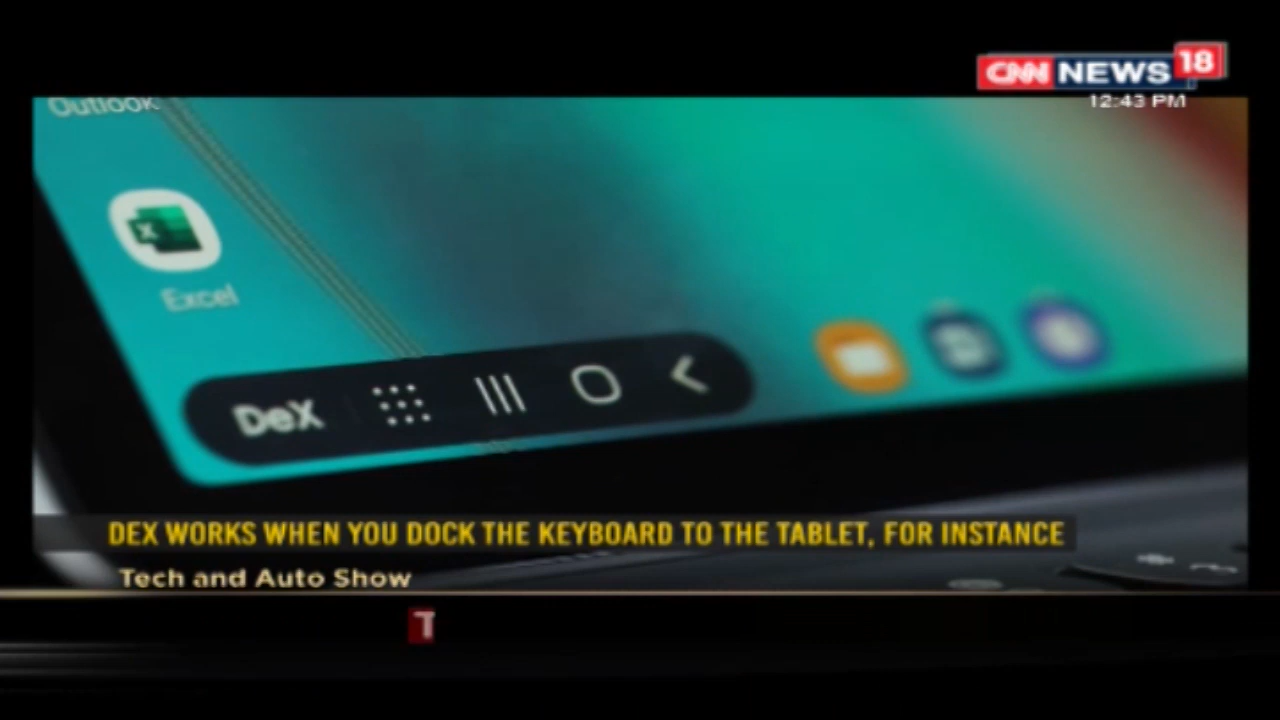 CNN NEWS 18
12:43 PM
Outlook
Excel
DeX
DEX WORKS WHEN YOU DOCK THE KEYBOARD TO THE TABLET, FOR INSTANCE
Tech and Auto Show
T